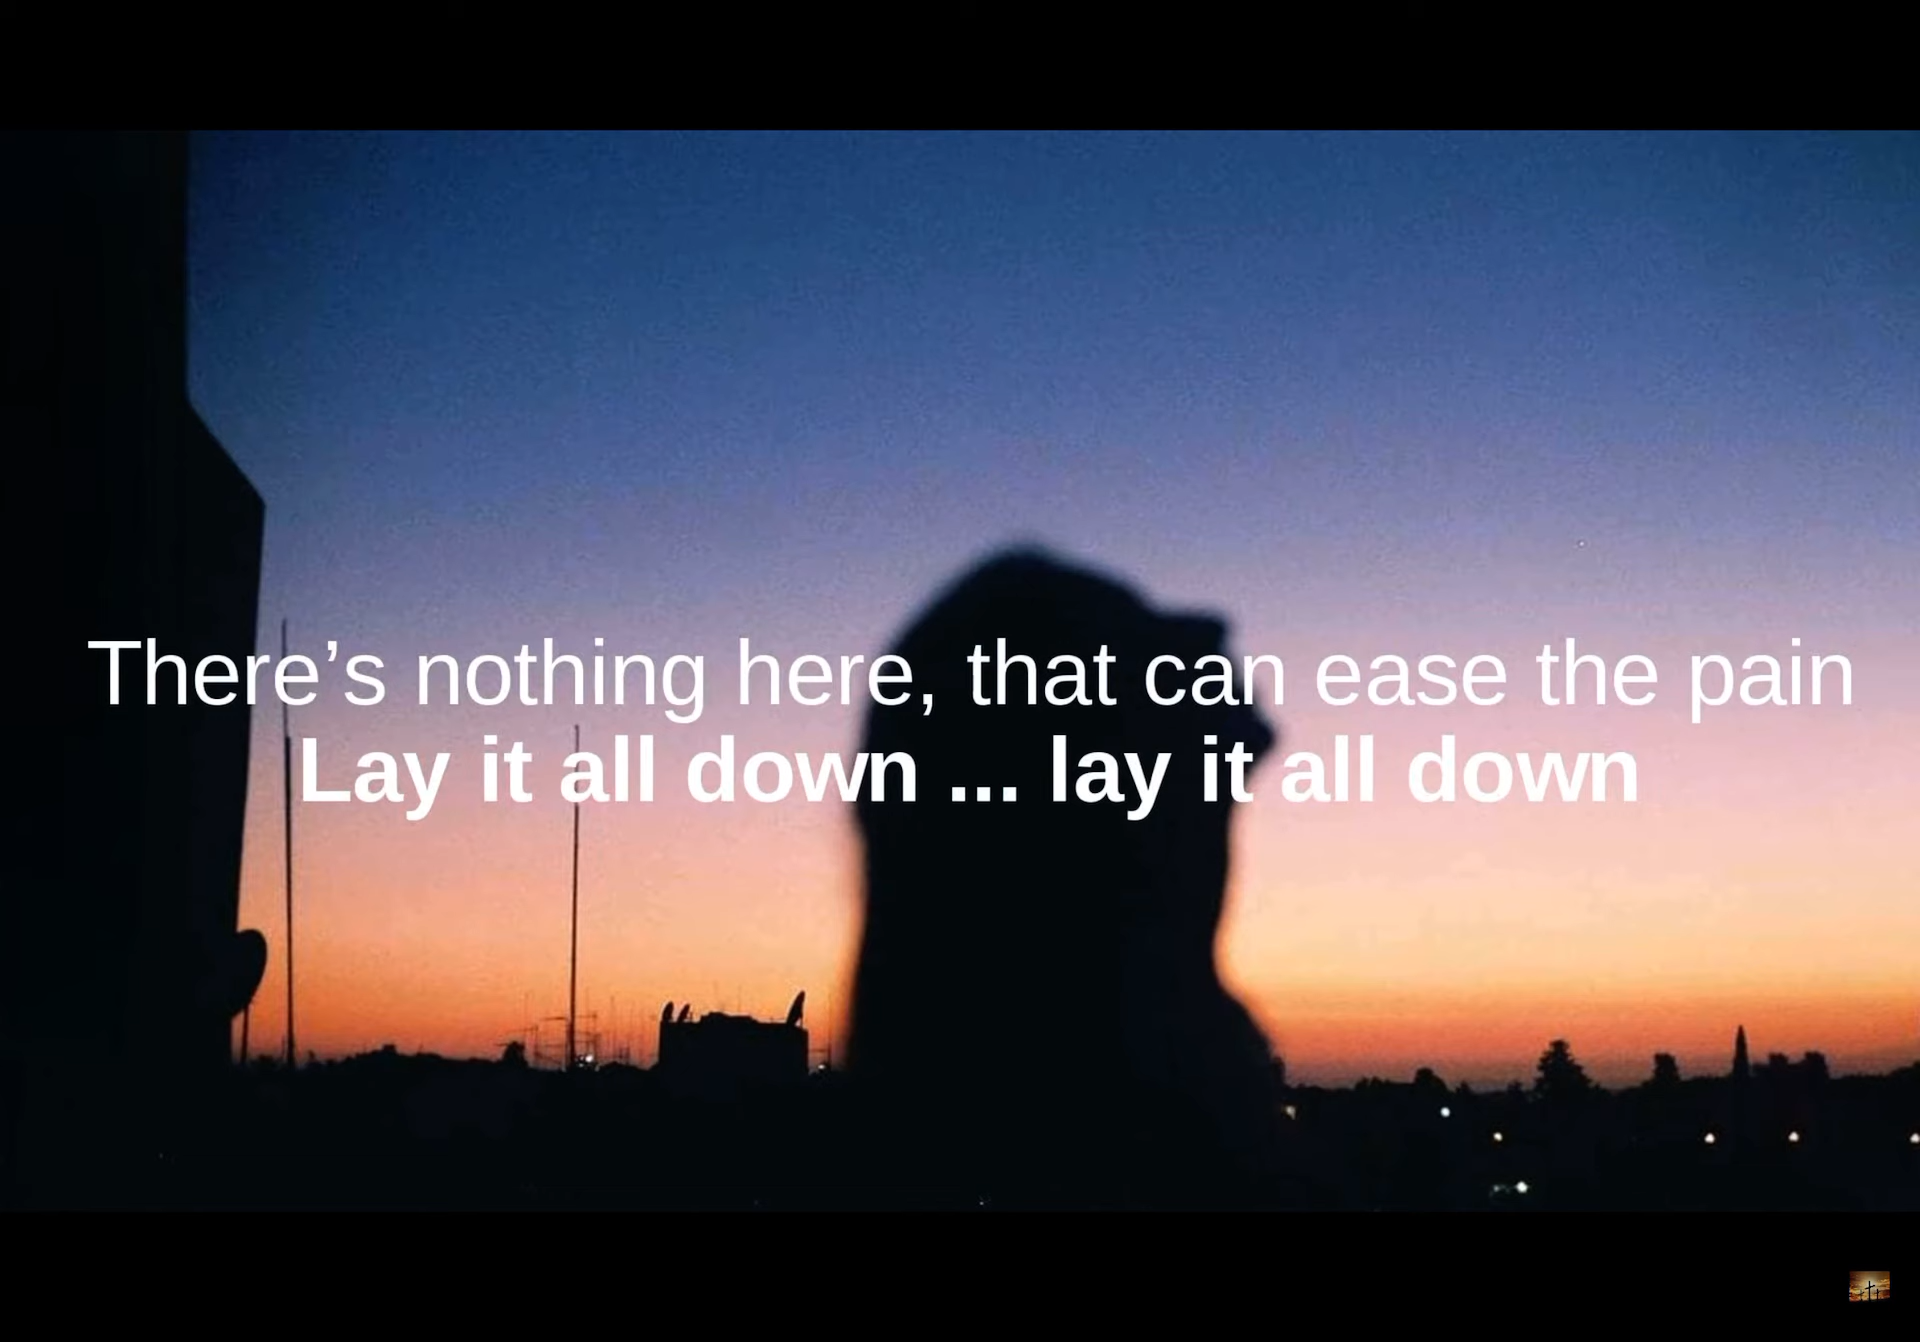 There’s nothing here, that can ease the pain
Lay it all down ... lay it all down